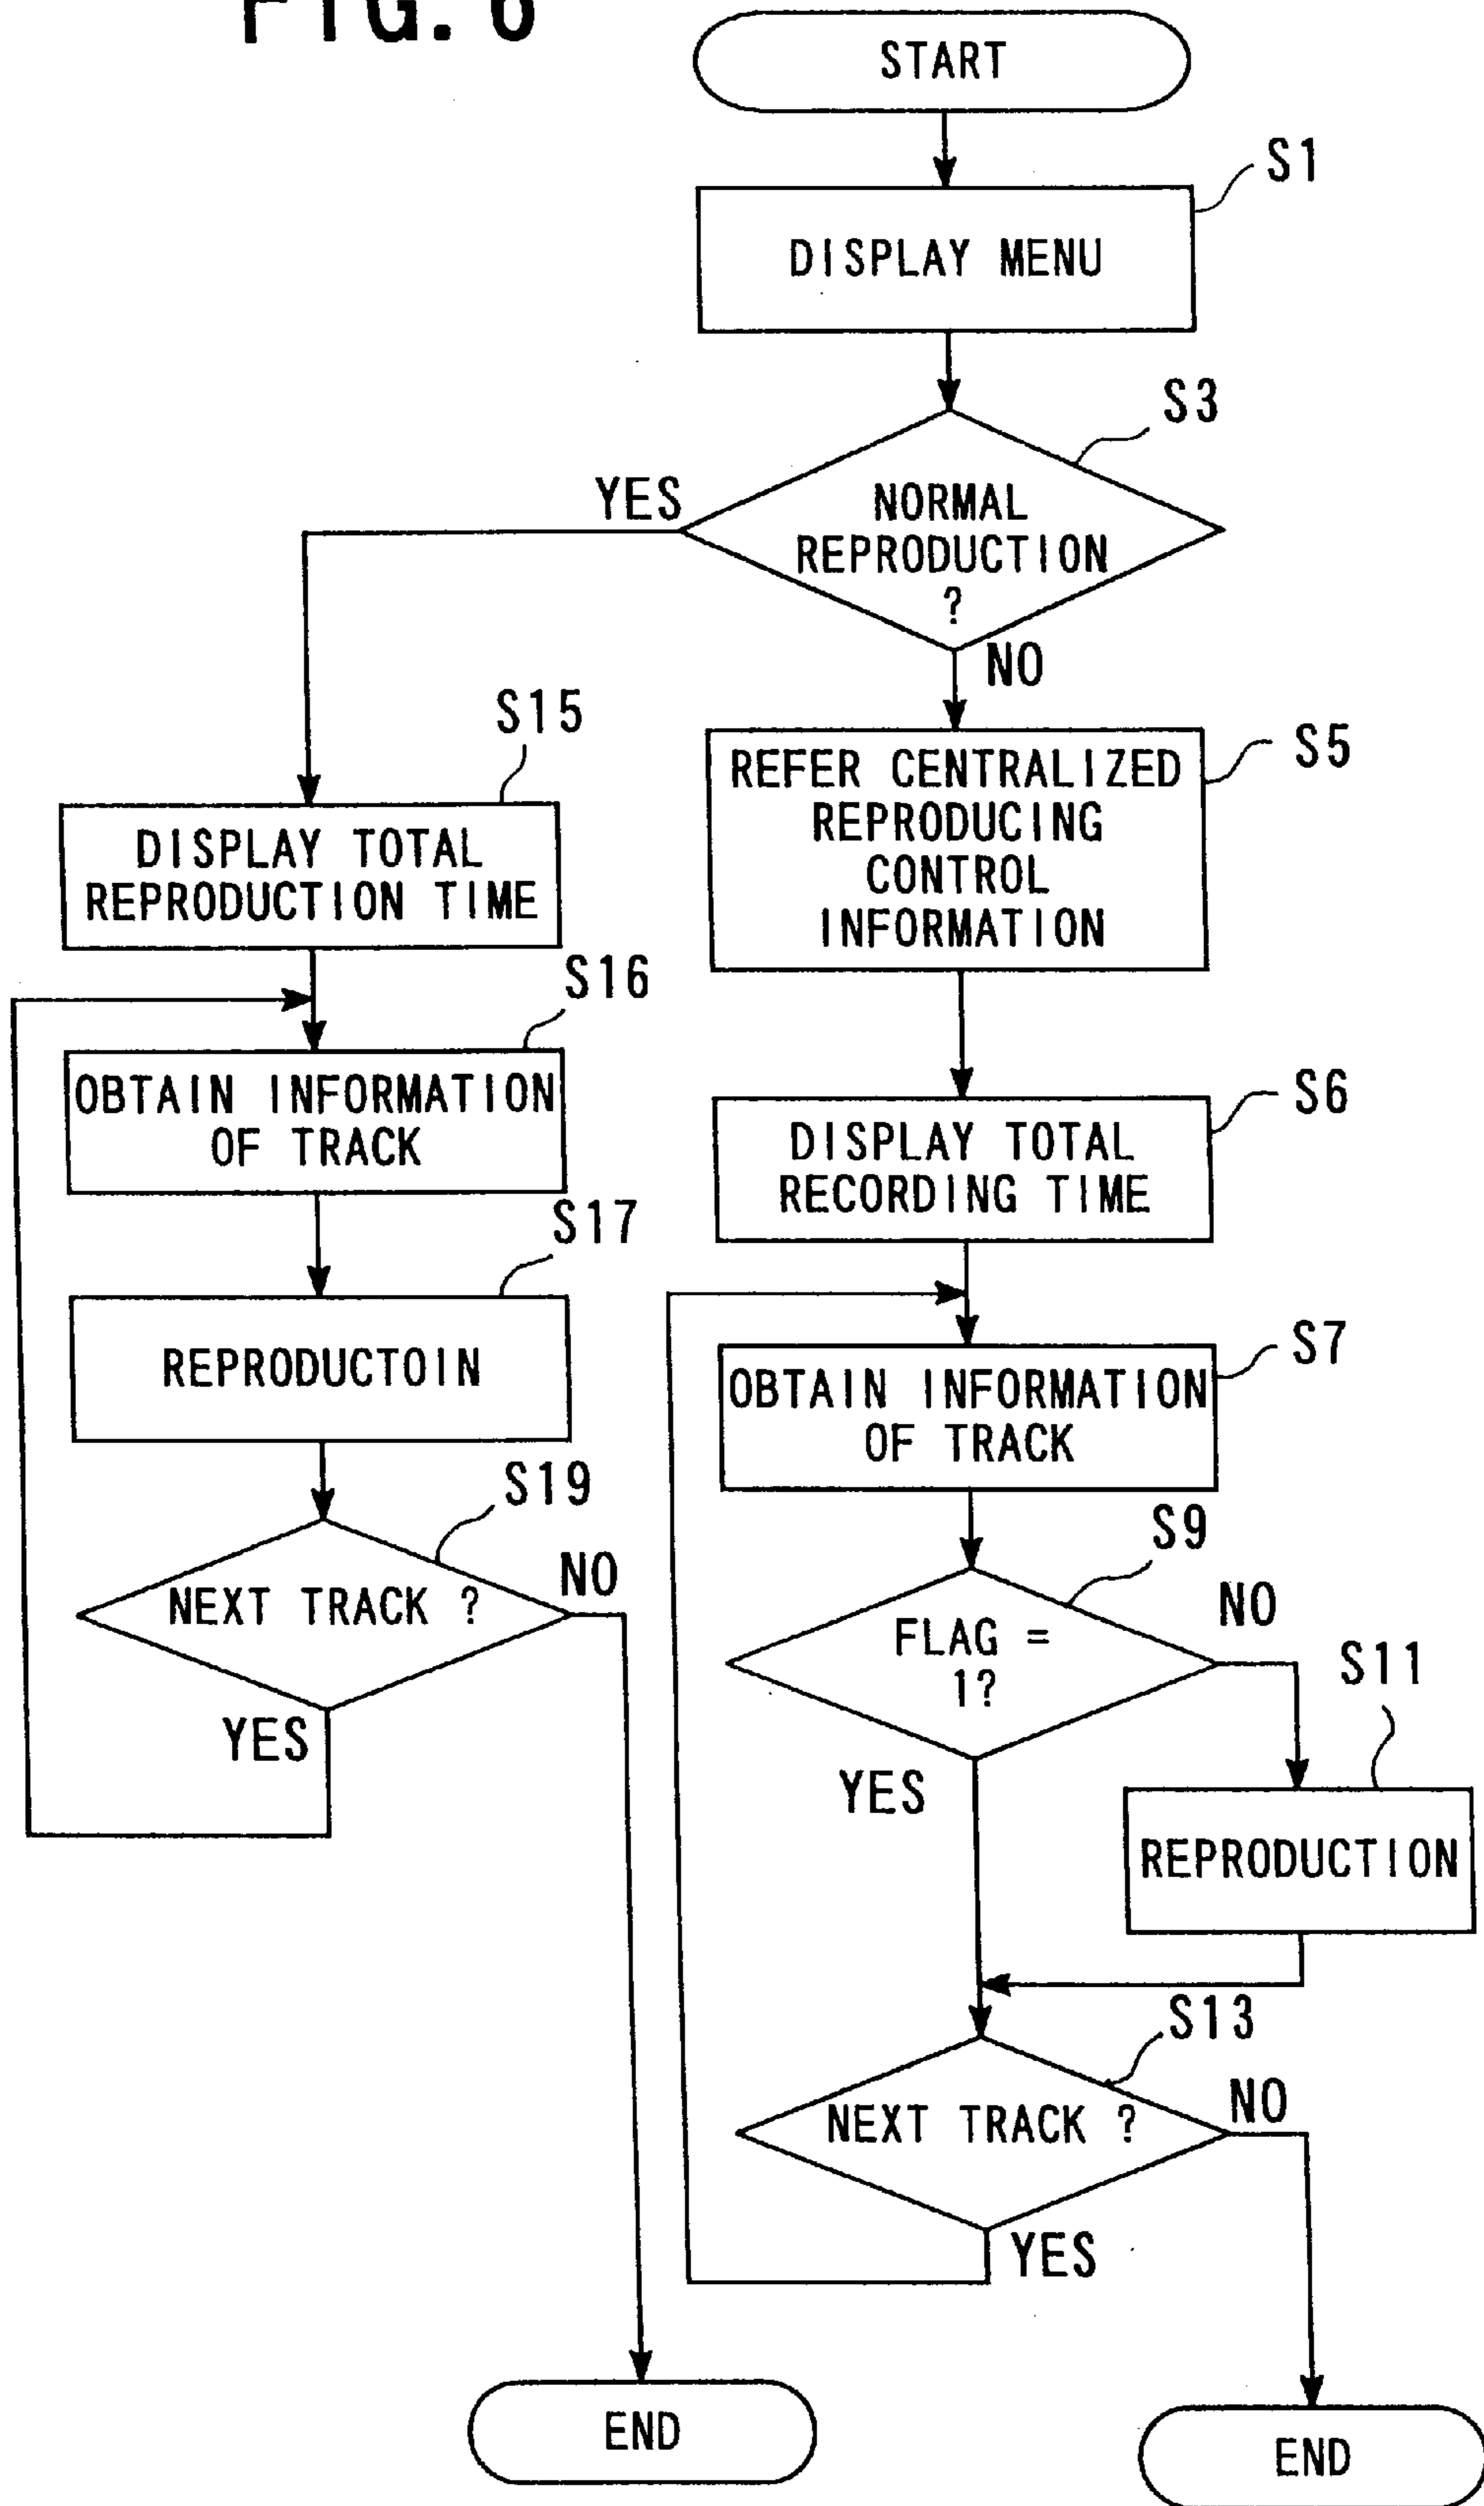 FIG. 6
START
S1
DISPLAY MENU
S3
NORMAL
REPRODUCTION
?
YES
NO
S5
REFER CENTRALIZED
REPRODUCING
CONTROL
INFORMATION
S6
DISPLAY TOTAL
RECORDING TIME
S7
OBTAIN INFORMATION
OF TRACK
S9
FLAG =
1?
NO
YES
S11
REPRODUCTION
S13
NEXT TRACK ?
NO
YES
END
S15
DISPLAY TOTAL
REPRODUCTION TIME
S16
OBTAIN INFORMATION
OF TRACK
S17
REPRODUCTOIN
S19
NEXT TRACK ?
NO
YES
END